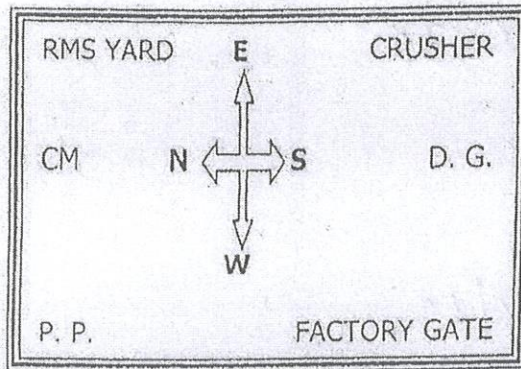 RMS YARD E CRUSHER
CM N S D. G.
W
P. P. FACTORY GATE